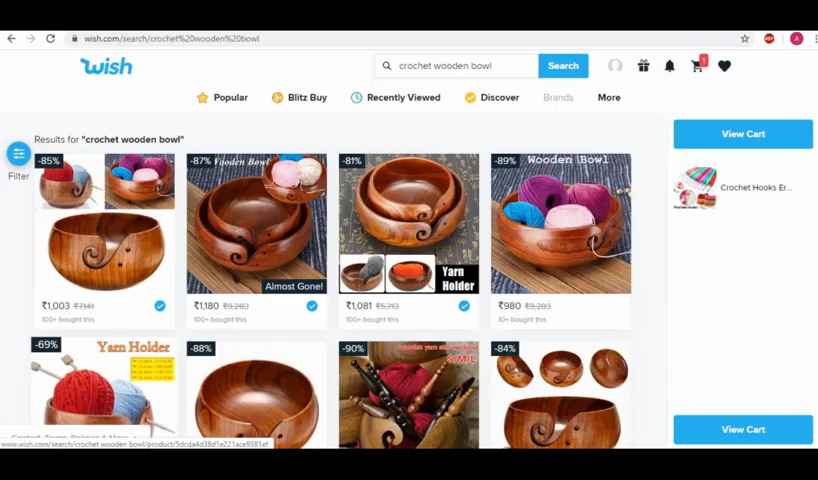 wish.com/search/crochet%20wooden%20bowl
ABP
A
wish
crochet wooden bowl
Search
1
Popular
Blitz Buy
Recently Viewed
Discover
Brands
More
Results for "crochet wooden bowl"
View Cart
Filter
Crochet Hooks Er...
-85%
-87%
Wooden Bowl
-81%
-89%
Wooden Bowl
Almost Gone!
Yarn
Holder
₹1,003 ₹7,141
100+ bought this
₹1,180 ₹9,283
100+ bought this
₹1,081 ₹5,713
100+ bought this
₹980 ₹9,283
10+ bought this
-69%
Yarn Holder
-88%
-90%
S/M/L
-84%
View Cart
www.wish.com/search/crochet wooden bowl/product/5dcda4d38d1e221ace9381ef